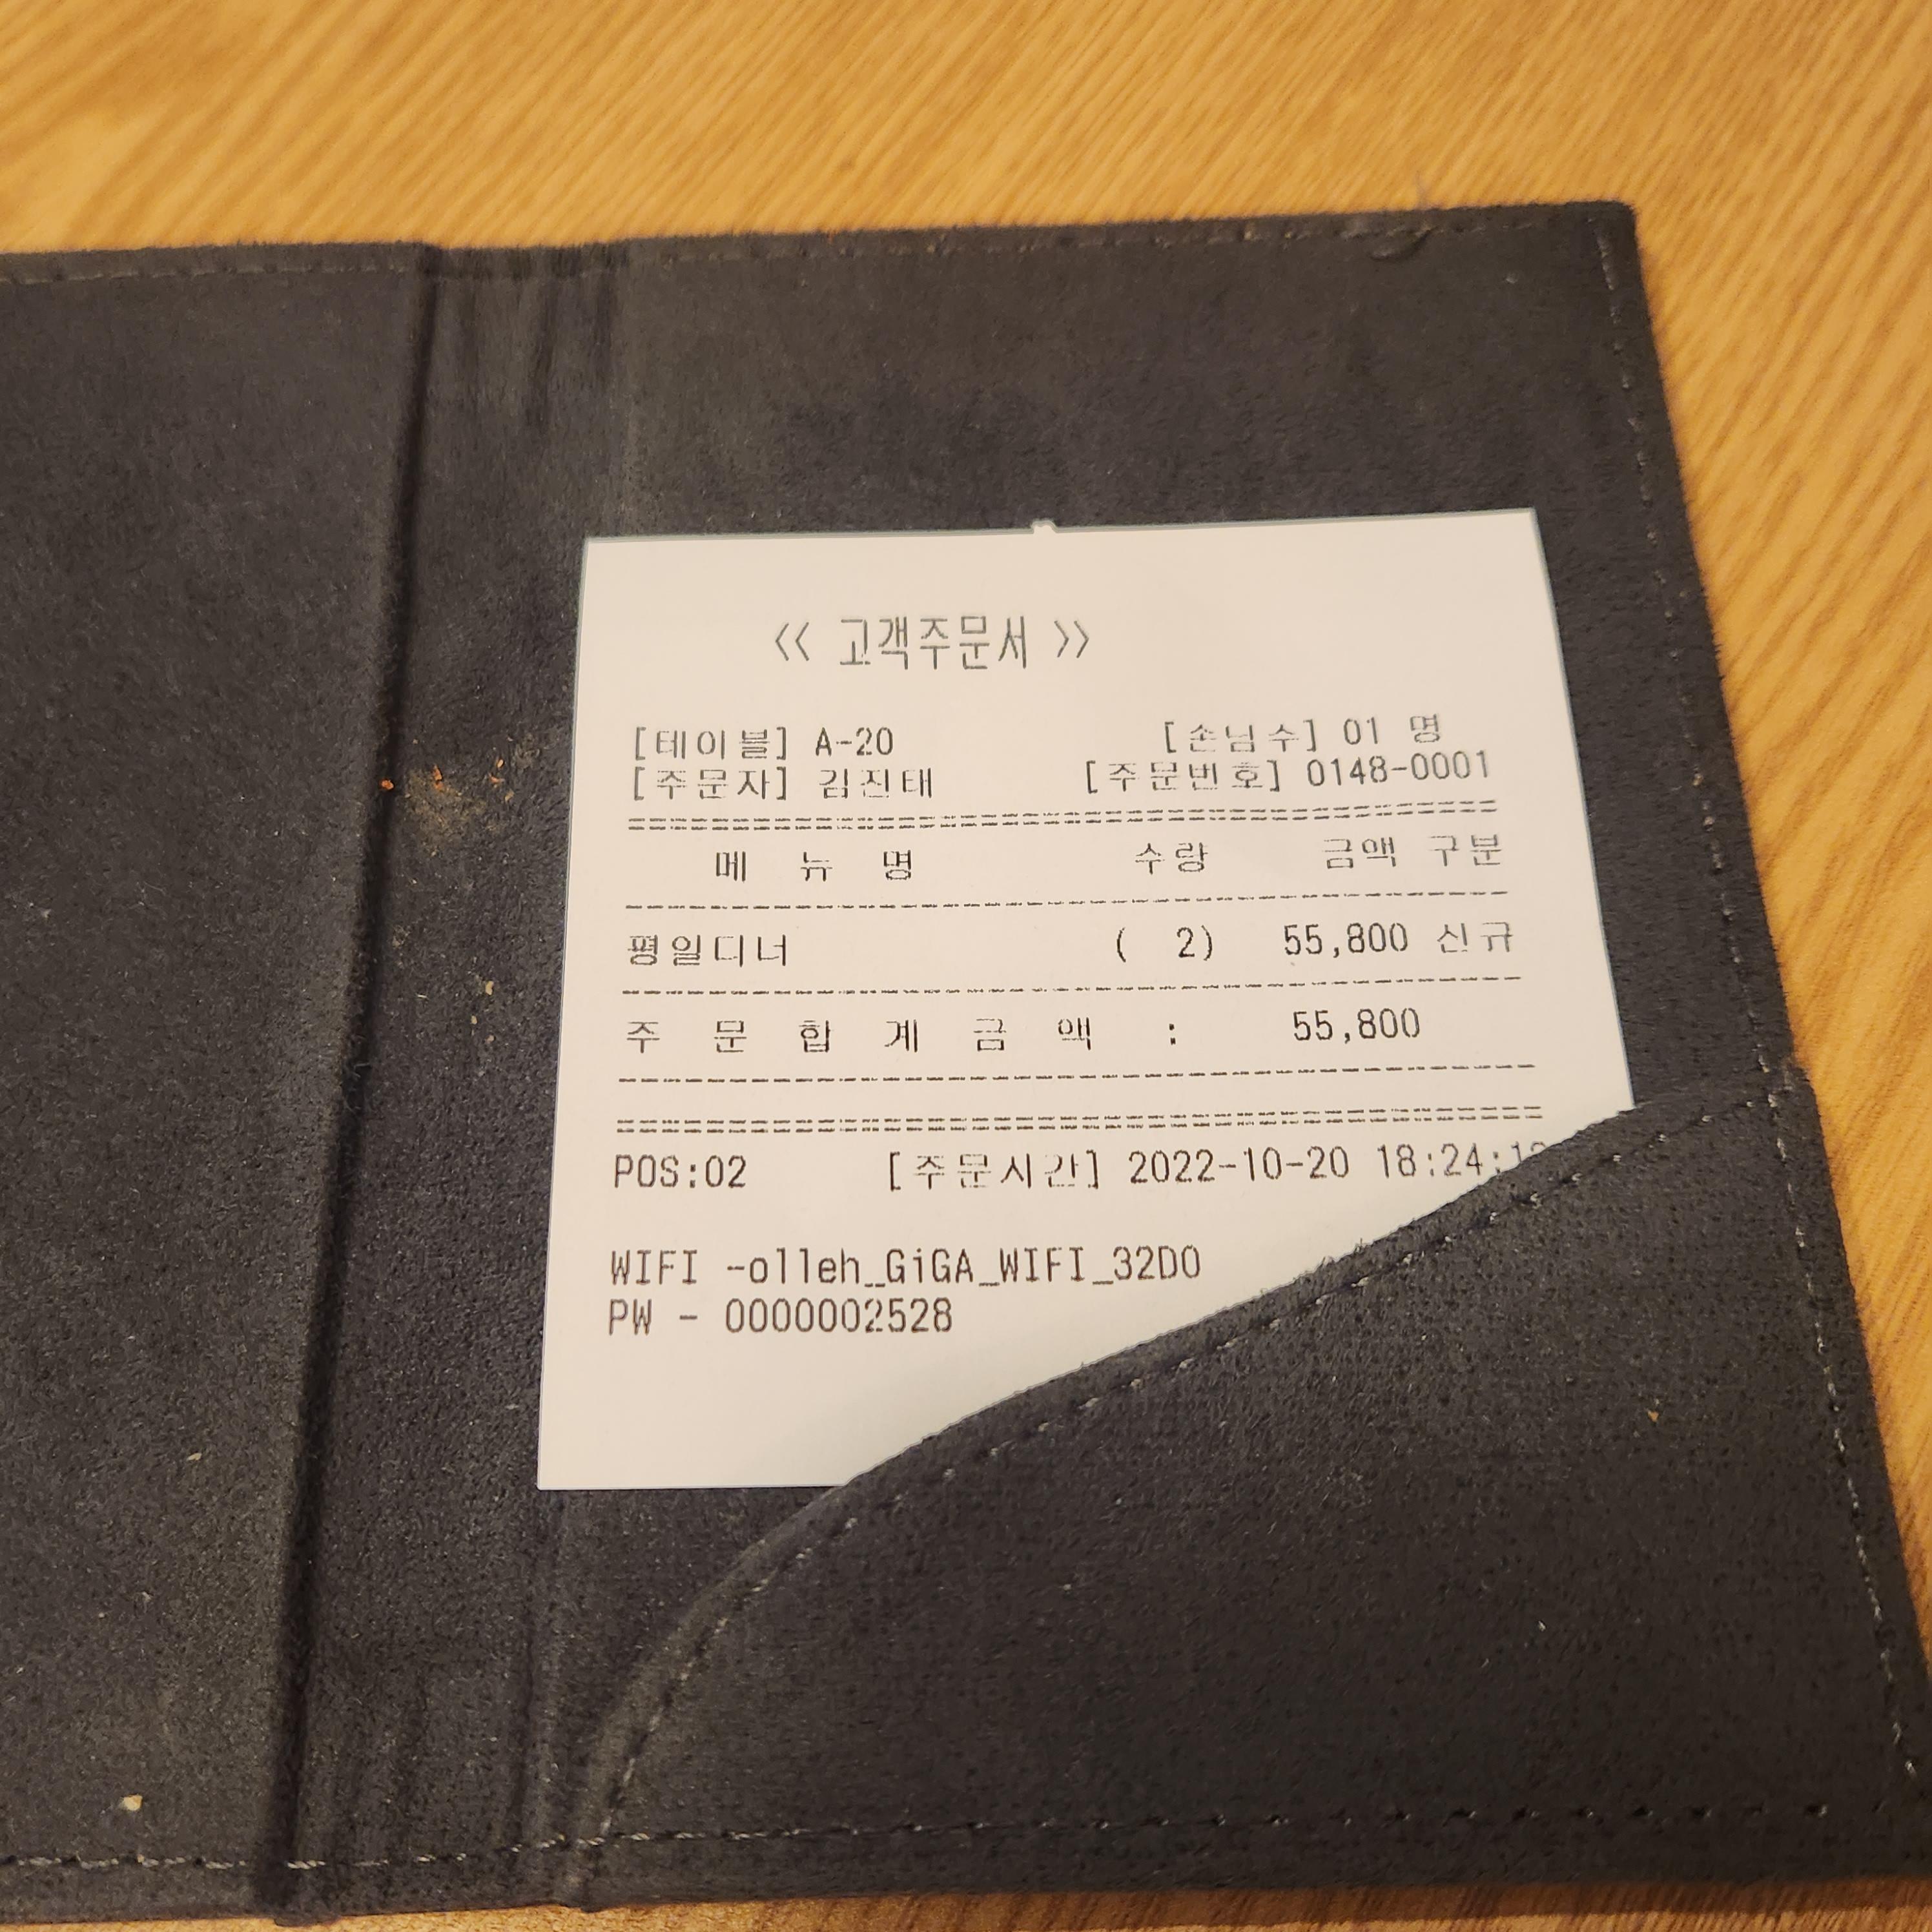 << 고객주문서 >>
[테이블] A-20 [손님수] 01 명
[주문자] 김진태 [주문번호] 0148-0001
메 뉴 명 수량 금액 구분
평일디너 ( 2) 55,800 신규
주 문 합 계 금 액 : 55,800
POS:02 [주문시간] 2022-10-20 18:24:
WIFI -olleh_GiGA_WIFI_32D0
PW - 0000002528